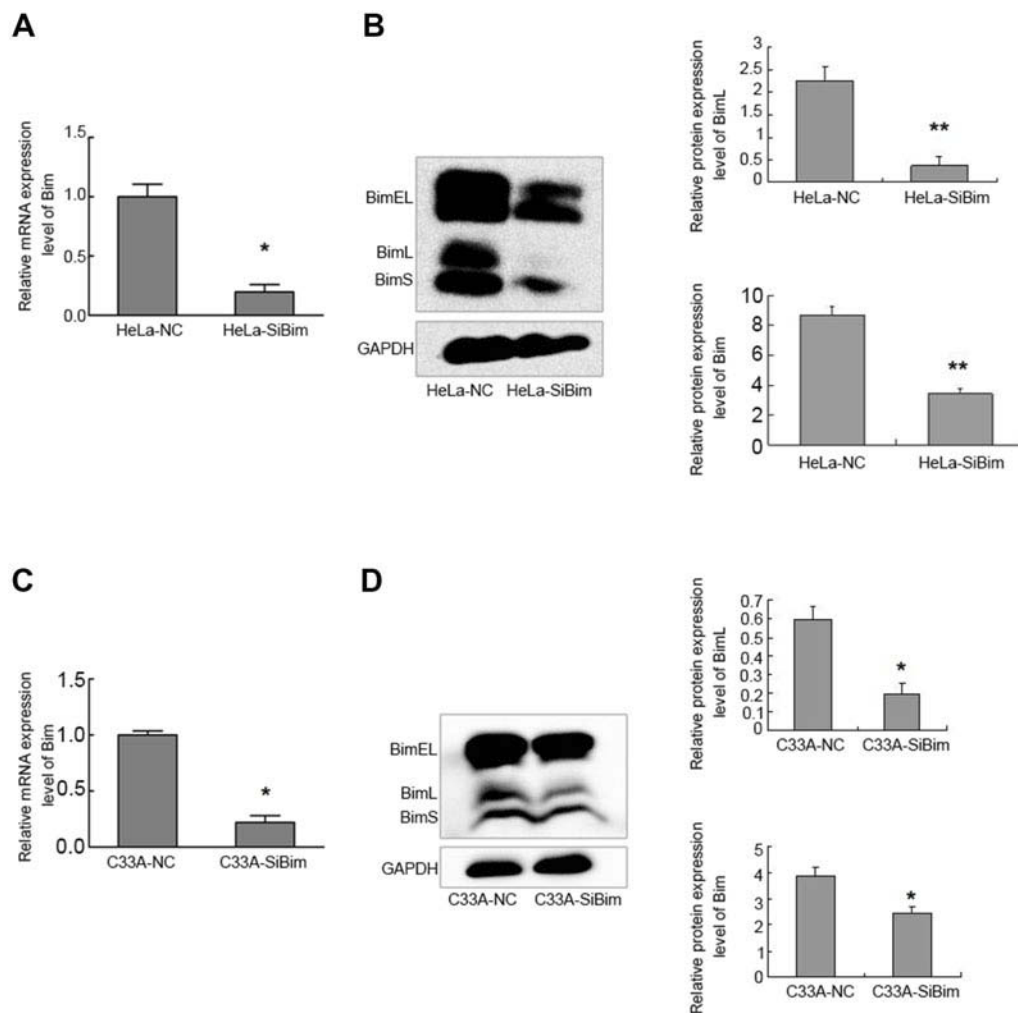 A
Relative mRNA expression
level of Bim
1.5
1.0
0.5
0.0
*
HeLa-NC HeLa-SiBim
B
BimEL
BimL
BimS
GAPDH
HeLa-NC HeLa-SiBim
Relative protein expression
level of BimL
3
2.5
2
1.5
1
0.5
0
**
HeLa-NC HeLa-SiBim
Relative protein expression
level of Bim
10
8
6
4
2
0
**
HeLa-NC HeLa-SiBim
C
Relative mRNA expression
level of Bim
1.5
1.0
0.5
0.0
*
C33A-NC C33A-SiBim
D
BimEL
BimL
BimS
GAPDH
C33A-NC C33A-SiBim
Relative protein expression
level of BimL
0.7
0.6
0.5
0.4
0.3
0.2
0.1
0
*
C33A-NC C33A-SiBim
Relative protein expression
level of Bim
5
4
3
2
1
0
*
C33A-NC C33A-SiBim